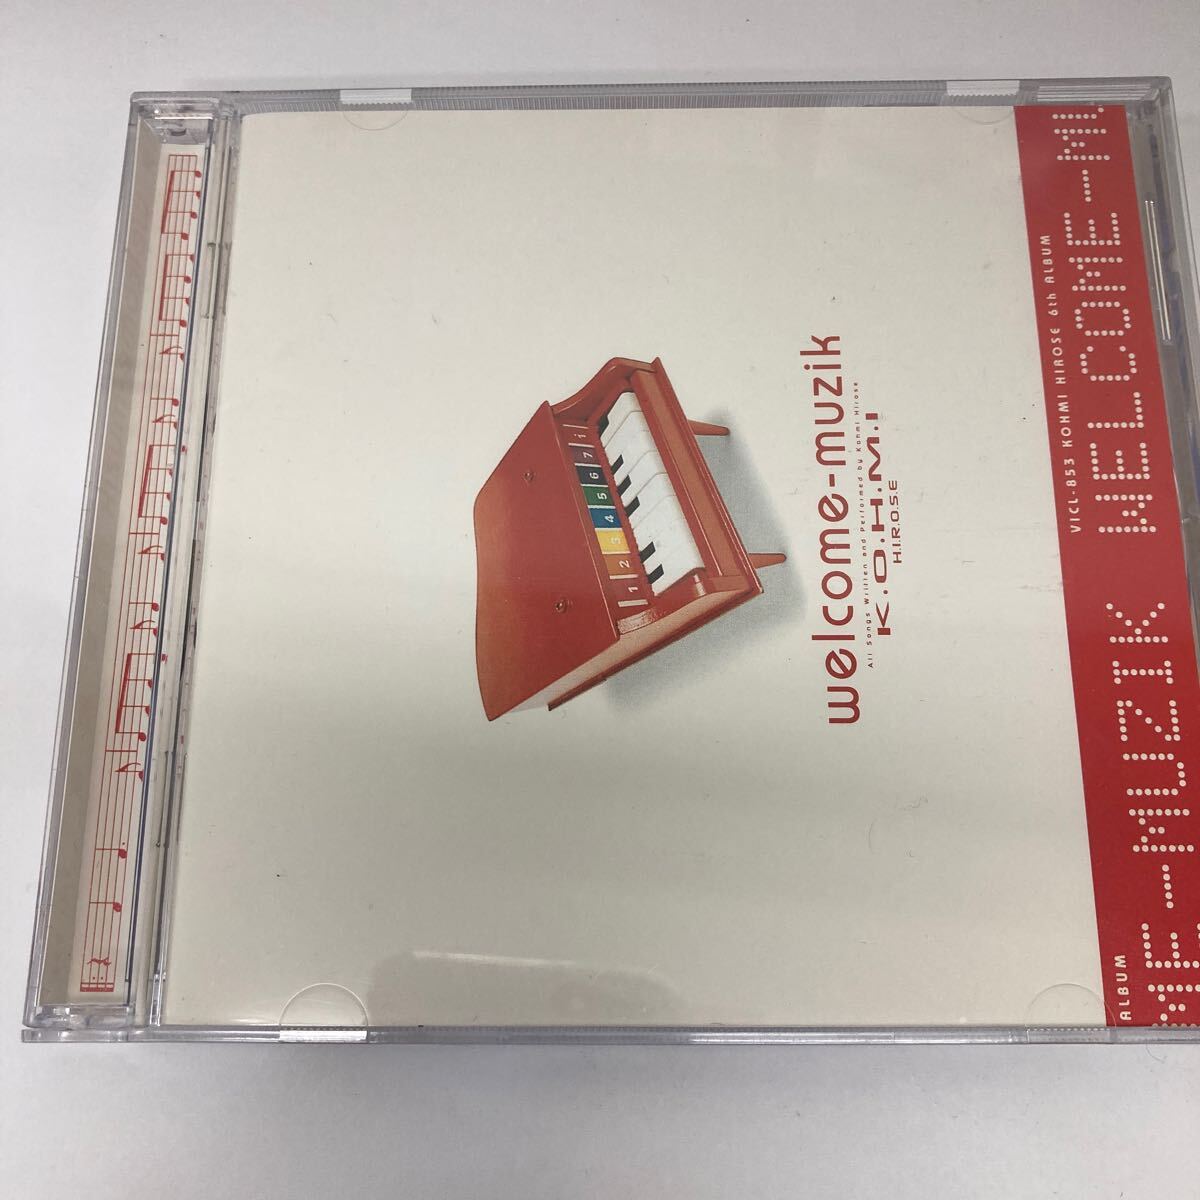 welcome-muzik
All Songs Written and Performed by Kohmi Hirose
K.O.H.M.I
H.I.R.O.S.E
1 2 3 4 5 6 7 1
ALBUM
VICL-853 KOHMI HIROSE 6th ALBUM
ME-MUZIK WELCOME-MU